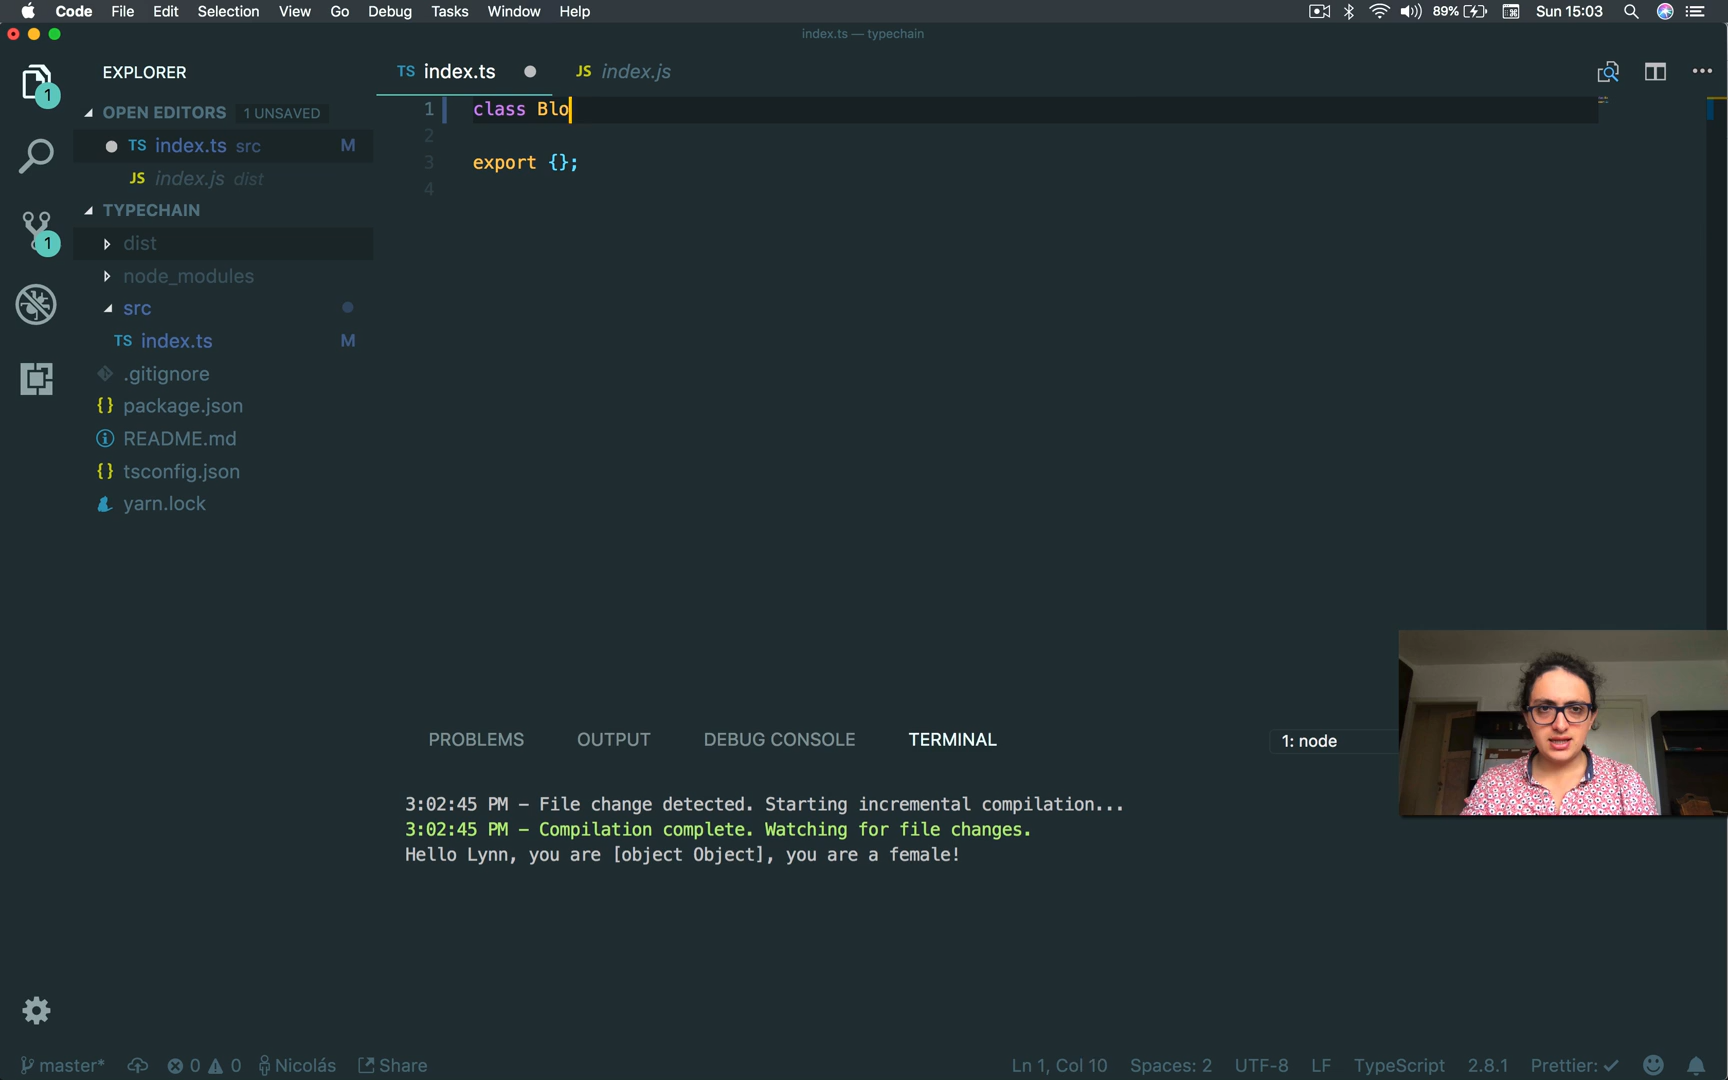 Code File Edit Selection View Go Debug Tasks Window Help 89% Sun 15:03
index.ts — typechain
EXPLORER
TS index.ts JS index.js
OPEN EDITORS 1 UNSAVED
TS index.ts src M
JS index.js dist
TYPECHAIN
dist
node_modules
src
TS index.ts M
.gitignore
{} package.json
README.md
{} tsconfig.json
yarn.lock
1
1
1 class Blo
2
3 export {};
4
PROBLEMS OUTPUT DEBUG CONSOLE TERMINAL 1: node
3:02:45 PM - File change detected. Starting incremental compilation...
3:02:45 PM - Compilation complete. Watching for file changes.
Hello Lynn, you are [object Object], you are a female!
master* 0 0 Nicolás Share Ln 1, Col 10 Spaces: 2 UTF-8 LF TypeScript 2.8.1 Prettier: ✓